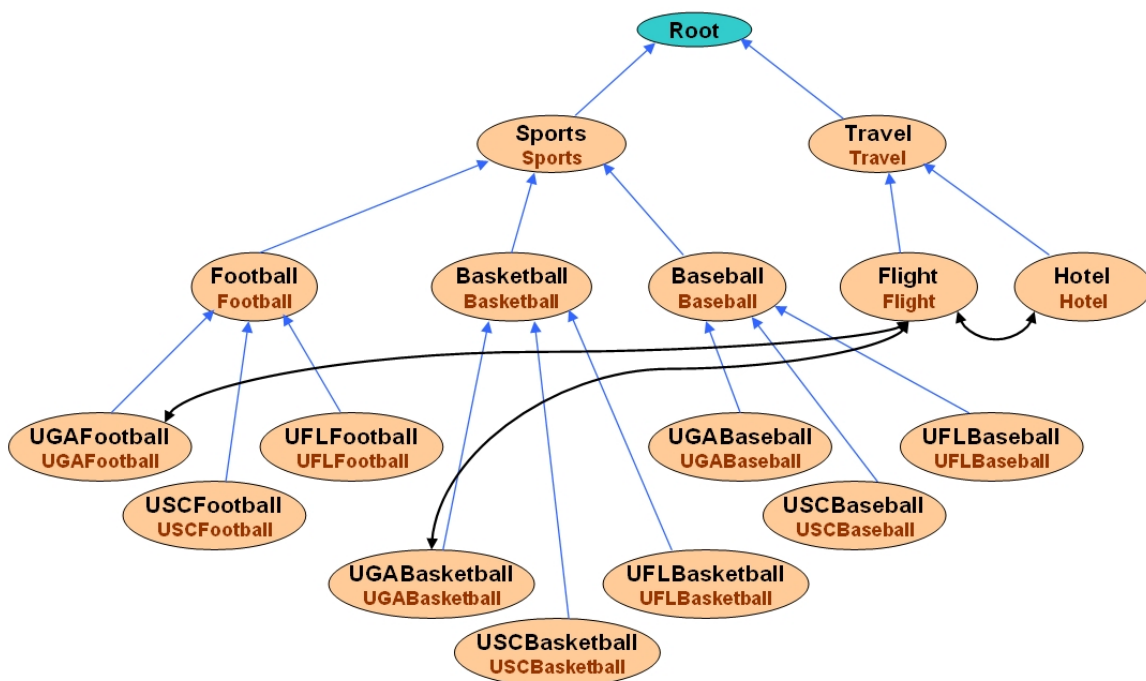 Root
Sports
Sports
Travel
Travel
Football
Football
Basketball
Basketball
Baseball
Baseball
Flight
Flight
Hotel
Hotel
UGAFootball
UGAFootball
UFLFootball
UFLFootball
UGABaseball
UGABaseball
UFLBaseball
UFLBaseball
USCFootball
USCFootball
USCBaseball
USCBaseball
UGABasketball
UGABasketball
UFLBasketball
UFLBasketball
USCBasketball
USCBasketball